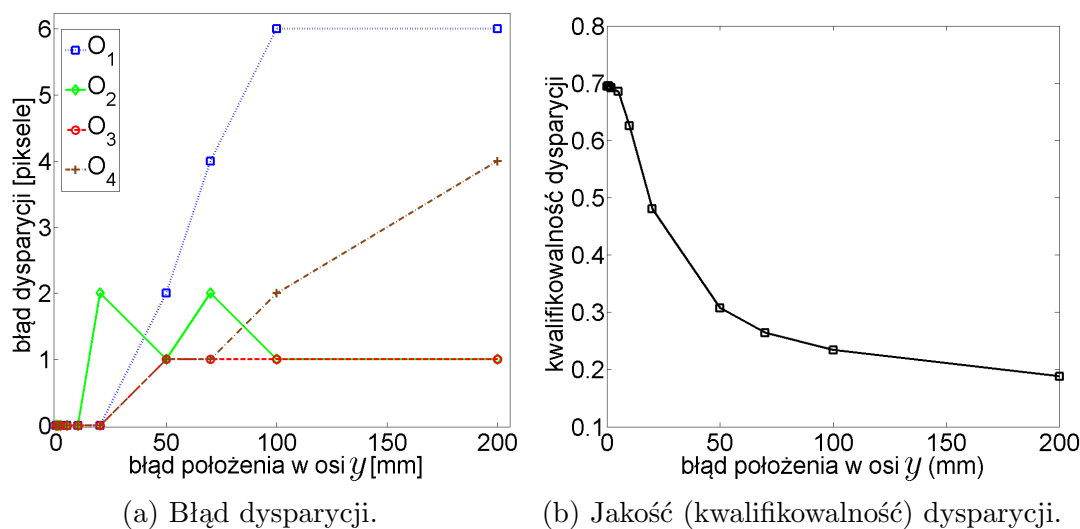 6
5
4
3
2
1
0
błąd dysparycji [piksele]
O1
O2
O3
O4
0 50 100 150 200
błąd położenia w osi y [mm]
(a) Błąd dysparycji.
0.8
0.7
0.6
0.5
0.4
0.3
0.2
0.1
kwalifikowalność dysparycji
0 50 100 150 200
błąd położenia w osi y (mm)
(b) Jakość (kwalifikowalność) dysparycji.